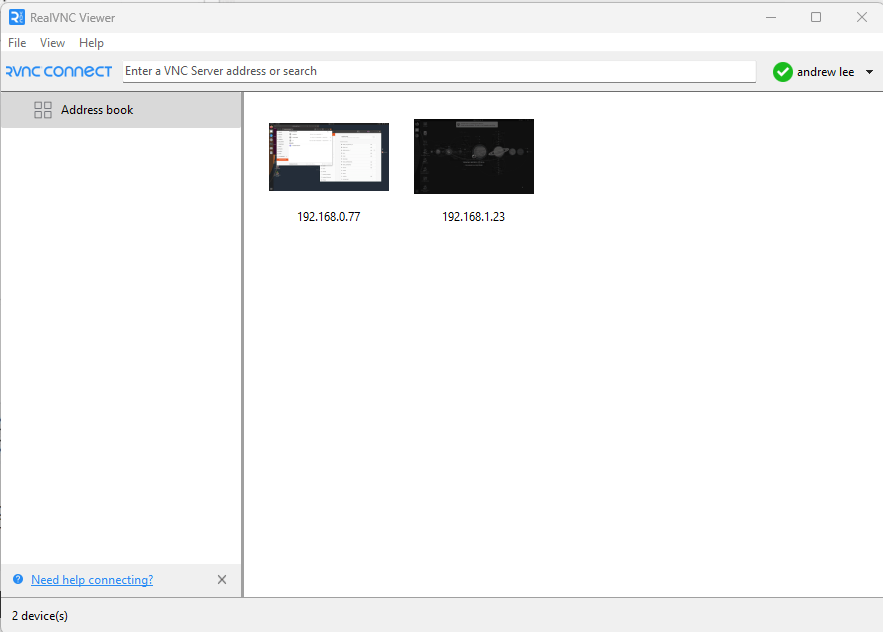 RealVNC Viewer
File View Help
RVNC CONNECT
Enter a VNC Server address or search
andrew lee
Address book
192.168.0.77
192.168.1.23
Need help connecting?
2 device(s)